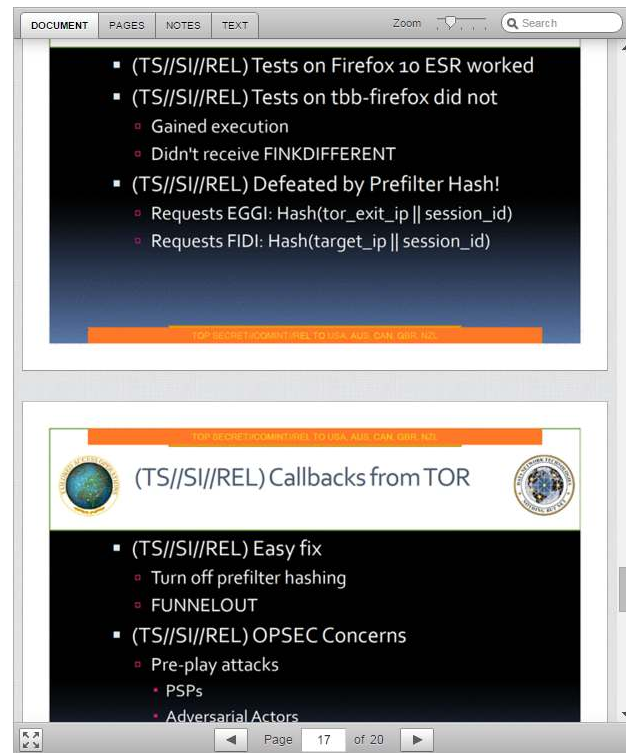 DOCUMENT PAGES NOTES TEXT Zoom Search
(TS//SI//REL) Tests on Firefox 10 ESR worked
(TS//SI//REL) Tests on tbb-firefox did not
Gained execution
Didn't receive FINKDIFFERENT
(TS//SI//REL) Defeated by Prefilter Hash!
Requests EGGI: Hash(tor_exit_ip || session_id)
Requests FIDI: Hash(target_ip || session_id)
TOP SECRET//COMINT//REL TO USA, AUS, CAN, GBR, NZL
TOP SECRET//COMINT//REL TO USA, AUS, CAN, GBR, NZL
(TS//SI//REL) Callbacks from TOR
(TS//SI//REL) Easy fix
Turn off prefilter hashing
FUNNELOUT
(TS//SI//REL) OPSEC Concerns
Pre-play attacks
PSPs
Adversarial Actors
Page 17 of 20